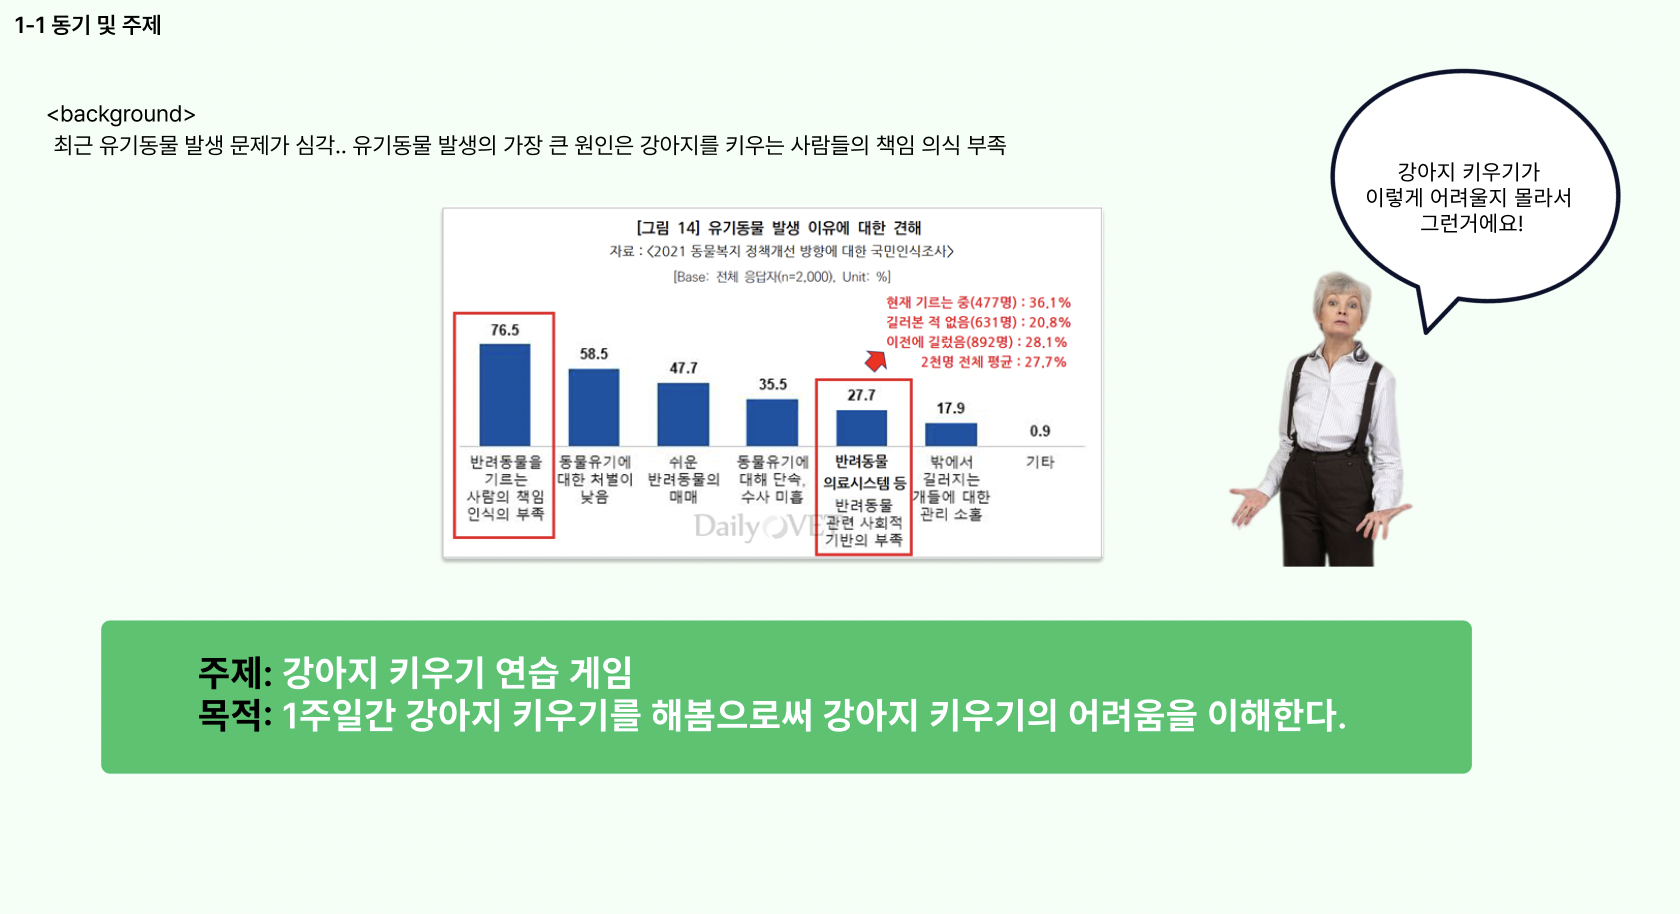 1-1 동기 및 주제
<background>
최근 유기동물 발생 문제가 심각.. 유기동물 발생의 가장 큰 원인은 강아지를 키우는 사람들의 책임 의식 부족
강아지 키우기가
이렇게 어려울지 몰라서
그런거에요!
[그림 14] 유기동물 발생 이유에 대한 견해
자료 : <2021 동물복지 정책개선 방향에 대한 국민인식조사>
[Base: 전체 응답자(n=2,000), Unit: %]
현재 기르는 중(477명) : 36.1%
길러본 적 없음(631명) : 20.8%
이전에 길렀음(892명) : 28.1%
2천명 전체 평균 : 27.7%
76.5
58.5
47.7
35.5
27.7
17.9
0.9
반려동물을
기르는
사람의 책임
인식의 부족
동물유기에
대한 처벌이
낮음
쉬운
반려동물의
매매
동물유기에
대해 단속,
수사 미흡
반려동물
의료시스템 등
반려동물
관련 사회적
기반의 부족
밖에서
길러지는
개들에 대한
관리 소홀
기타
Daily VET
주제: 강아지 키우기 연습 게임
목적: 1주일간 강아지 키우기를 해봄으로써 강아지 키우기의 어려움을 이해한다.